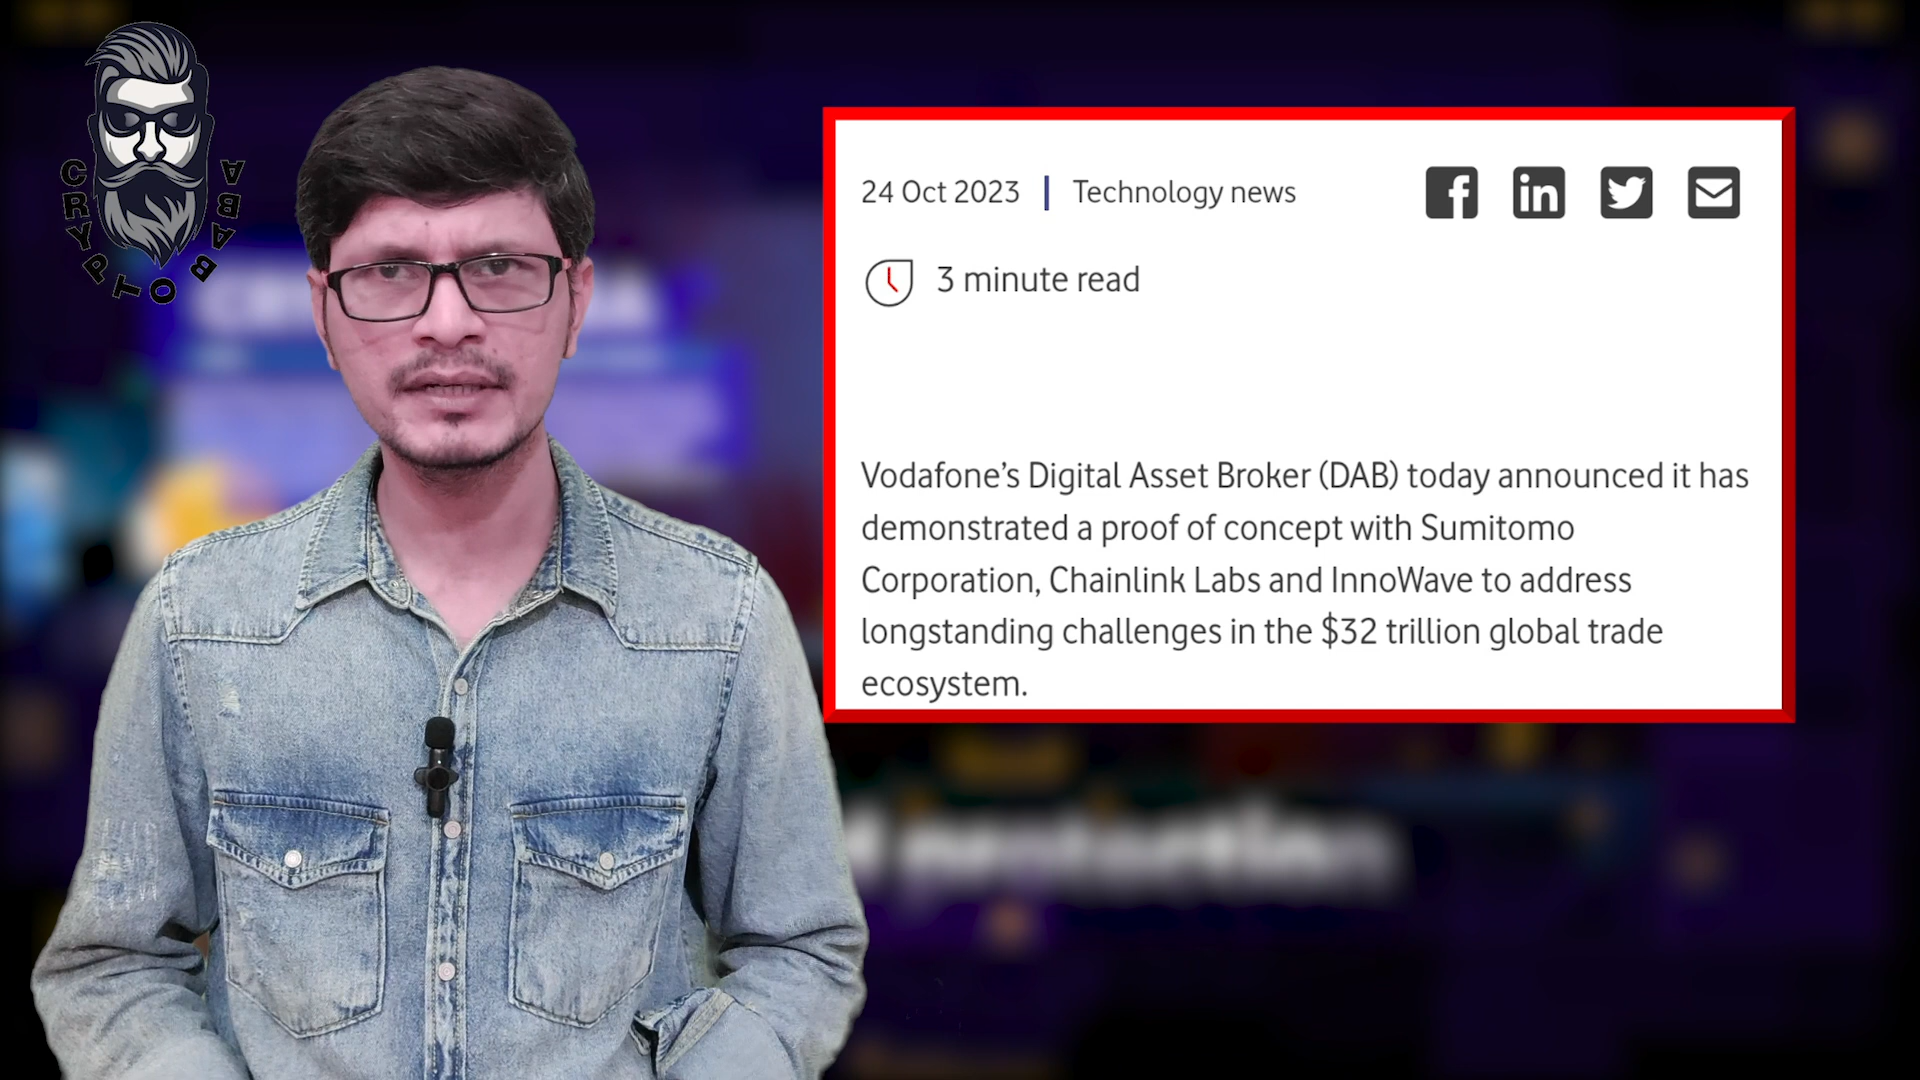 CRYPTO BABA
24 Oct 2023 | Technology news
3 minute read
Vodafone’s Digital Asset Broker (DAB) today announced it has
demonstrated a proof of concept with Sumitomo
Corporation, Chainlink Labs and InnoWave to address
longstanding challenges in the $32 trillion global trade
ecosystem.